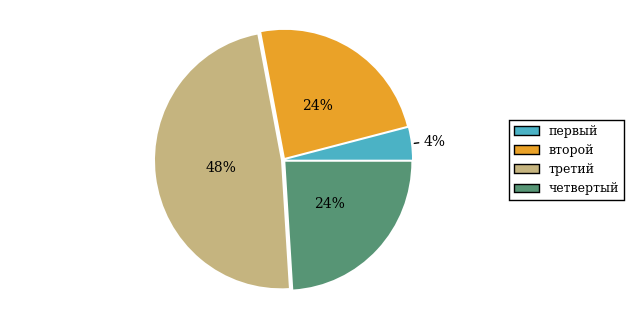 24%
4%
48%
24%
первый
второй
третий
четвертый